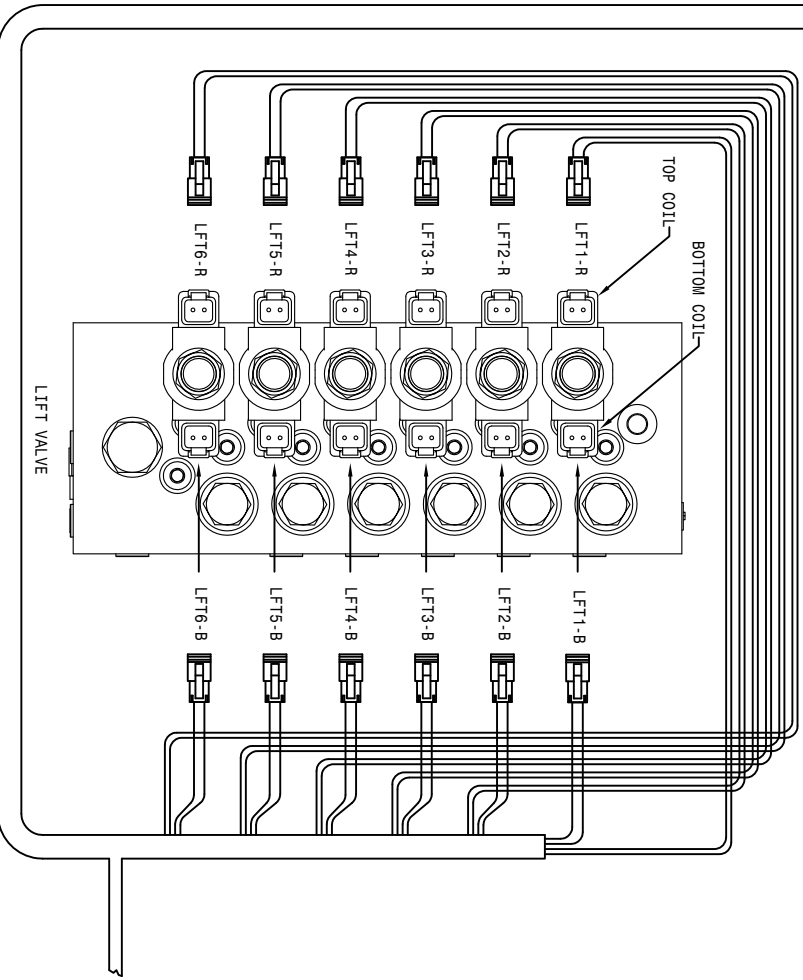 TOP COIL
BOTTOM COIL
LFT6-R
LFT5-R
LFT4-R
LFT3-R
LFT2-R
LFT1-R
LIFT VALVE
LFT6-B
LFT5-B
LFT4-B
LFT3-B
LFT2-B
LFT1-B